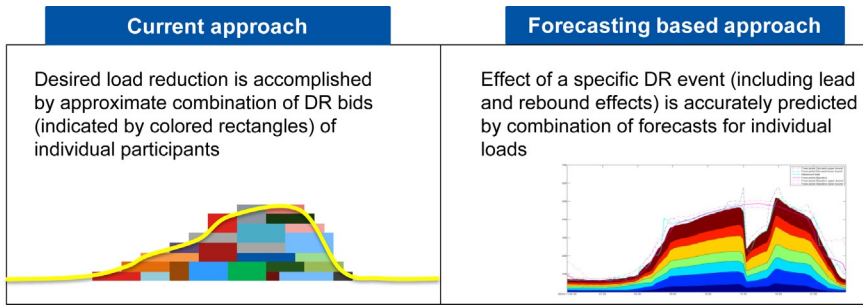 Current approach
Desired load reduction is accomplished
by approximate combination of DR bids
(indicated by colored rectangles) of
individual participants
Forecasting based approach
Effect of a specific DR event (including lead
and rebound effects) is accurately predicted
by combination of forecasts for individual
loads